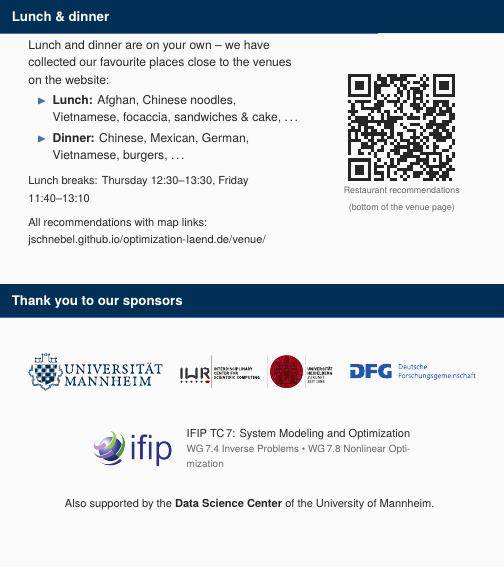 Lunch & dinner
Lunch and dinner are on your own – we have
collected our favourite places close to the venues
on the website:
► Lunch: Afghan, Chinese noodles,
Vietnamese, focaccia, sandwiches & cake, …
► Dinner: Chinese, Mexican, German,
Vietnamese, burgers, …
Lunch breaks: Thursday 12:30–13:30, Friday
11:40–13:10
All recommendations with map links:
jschnebel.github.io/optimization-laend.de/venue/
Restaurant recommendations
(bottom of the venue page)
Thank you to our sponsors
UNIVERSITÄT
MANNHEIM
IWR
INTERDISCIPLINARY
CENTER FOR
SCIENTIFIC COMPUTING
UNIVERSITÄT
HEIDELBERG
ZUKUNFT
SEIT 1386
DFG
Deutsche
Forschungsgemeinschaft
ifip
IFIP TC 7: System Modeling and Optimization
WG 7.4 Inverse Problems • WG 7.8 Nonlinear Opti-
mization
Also supported by the Data Science Center of the University of Mannheim.